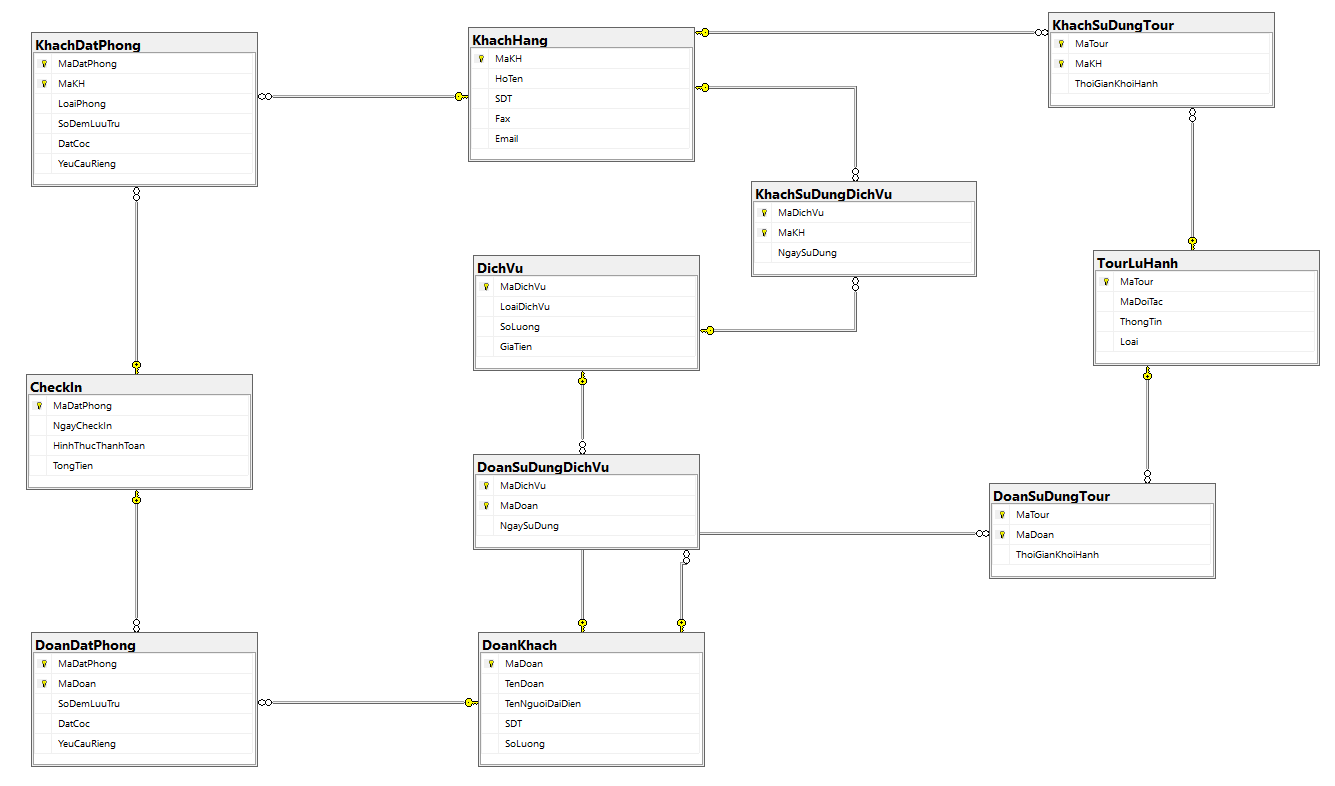 KhachDatPhong
MaDatPhong
MaKH
LoaiPhong
SoDemLuuTru
DatCoc
YeuCauRieng
KhachHang
MaKH
HoTen
SDT
Fax
Email
KhachSuDungTour
MaTour
MaKH
ThoiGianKhoiHanh
KhachSuDungDichVu
MaDichVu
MaKH
NgaySuDung
DichVu
MaDichVu
LoaiDichVu
SoLuong
GiaTien
TourLuHanh
MaTour
MaDoiTac
ThongTin
Loai
CheckIn
MaDatPhong
NgayCheckIn
HinhThucThanhToan
TongTien
DoanSuDungDichVu
MaDichVu
MaDoan
NgaySuDung
DoanSuDungTour
MaTour
MaDoan
ThoiGianKhoiHanh
DoanDatPhong
MaDatPhong
MaDoan
SoDemLuuTru
DatCoc
YeuCauRieng
DoanKhach
MaDoan
TenDoan
TenNguoiDaiDien
SDT
SoLuong